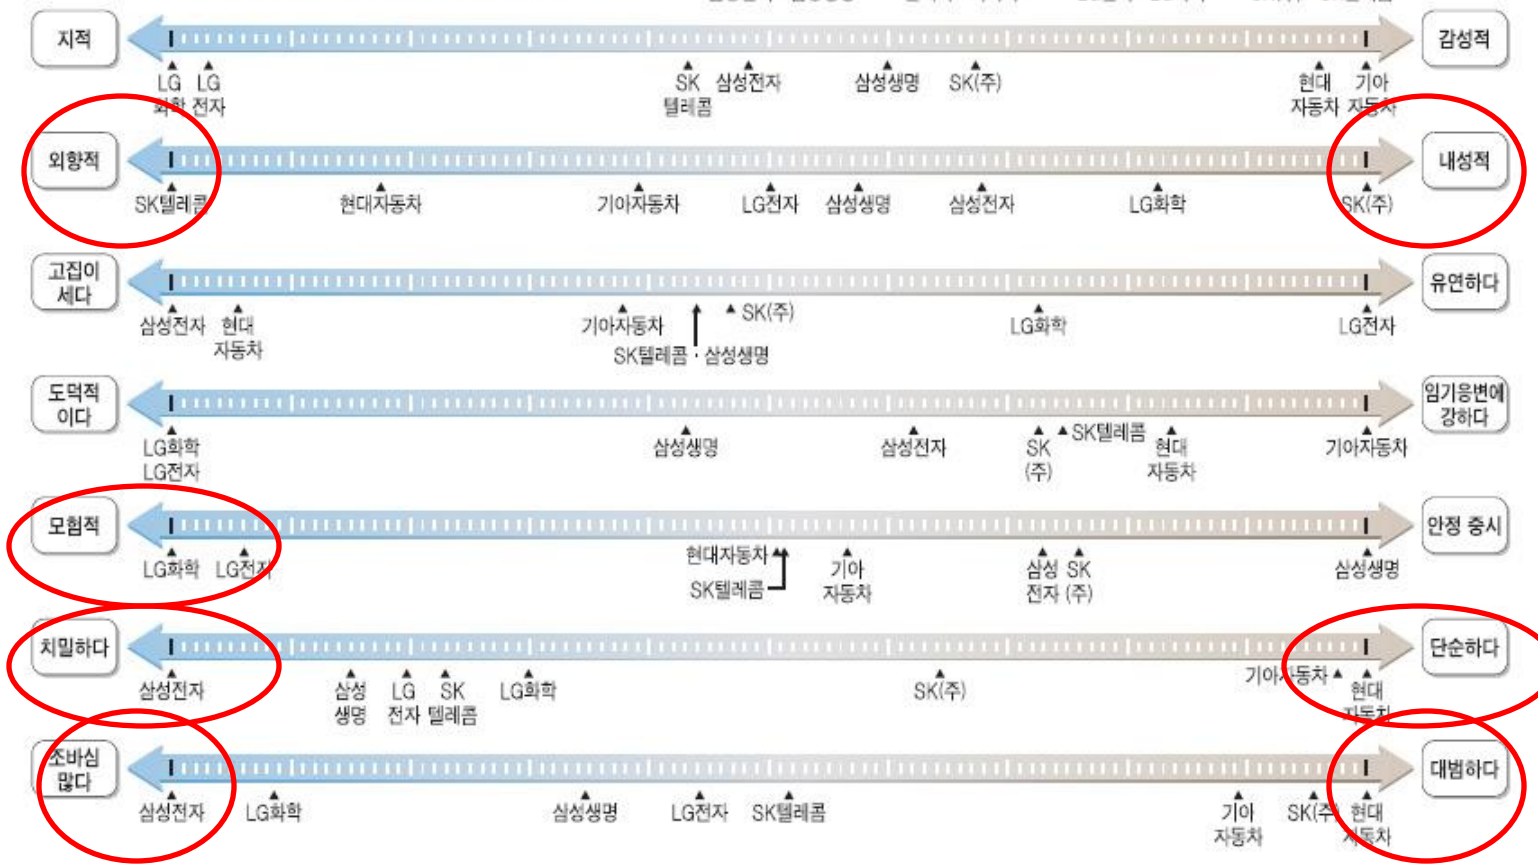 지적
감성적
LG
화학
LG
전자
SK
텔레콤
삼성전자
삼성생명
SK(주)
현대
자동차
기아
자동차
외향적
내성적
SK텔레콤
현대자동차
기아자동차
LG전자
삼성생명
삼성전자
LG화학
SK(주)
고집이
세다
유연하다
삼성전자
현대
자동차
기아자동차
SK텔레콤 · 삼성생명
SK(주)
LG화학
LG전자
도덕적
이다
임기응변에
강하다
LG화학
LG전자
삼성생명
삼성전자
SK
(주)
SK텔레콤
현대
자동차
기아자동차
모험적
안정 중시
LG화학
LG전자
현대자동차
SK텔레콤
기아
자동차
삼성
전자
SK
(주)
삼성생명
치밀하다
단순하다
삼성전자
삼성
생명
LG
전자
SK
텔레콤
LG화학
SK(주)
기아자동차
현대
자동차
조바심
많다
대범하다
삼성전자
LG화학
삼성생명
LG전자
SK텔레콤
기아
자동차
SK(주)
현대
자동차